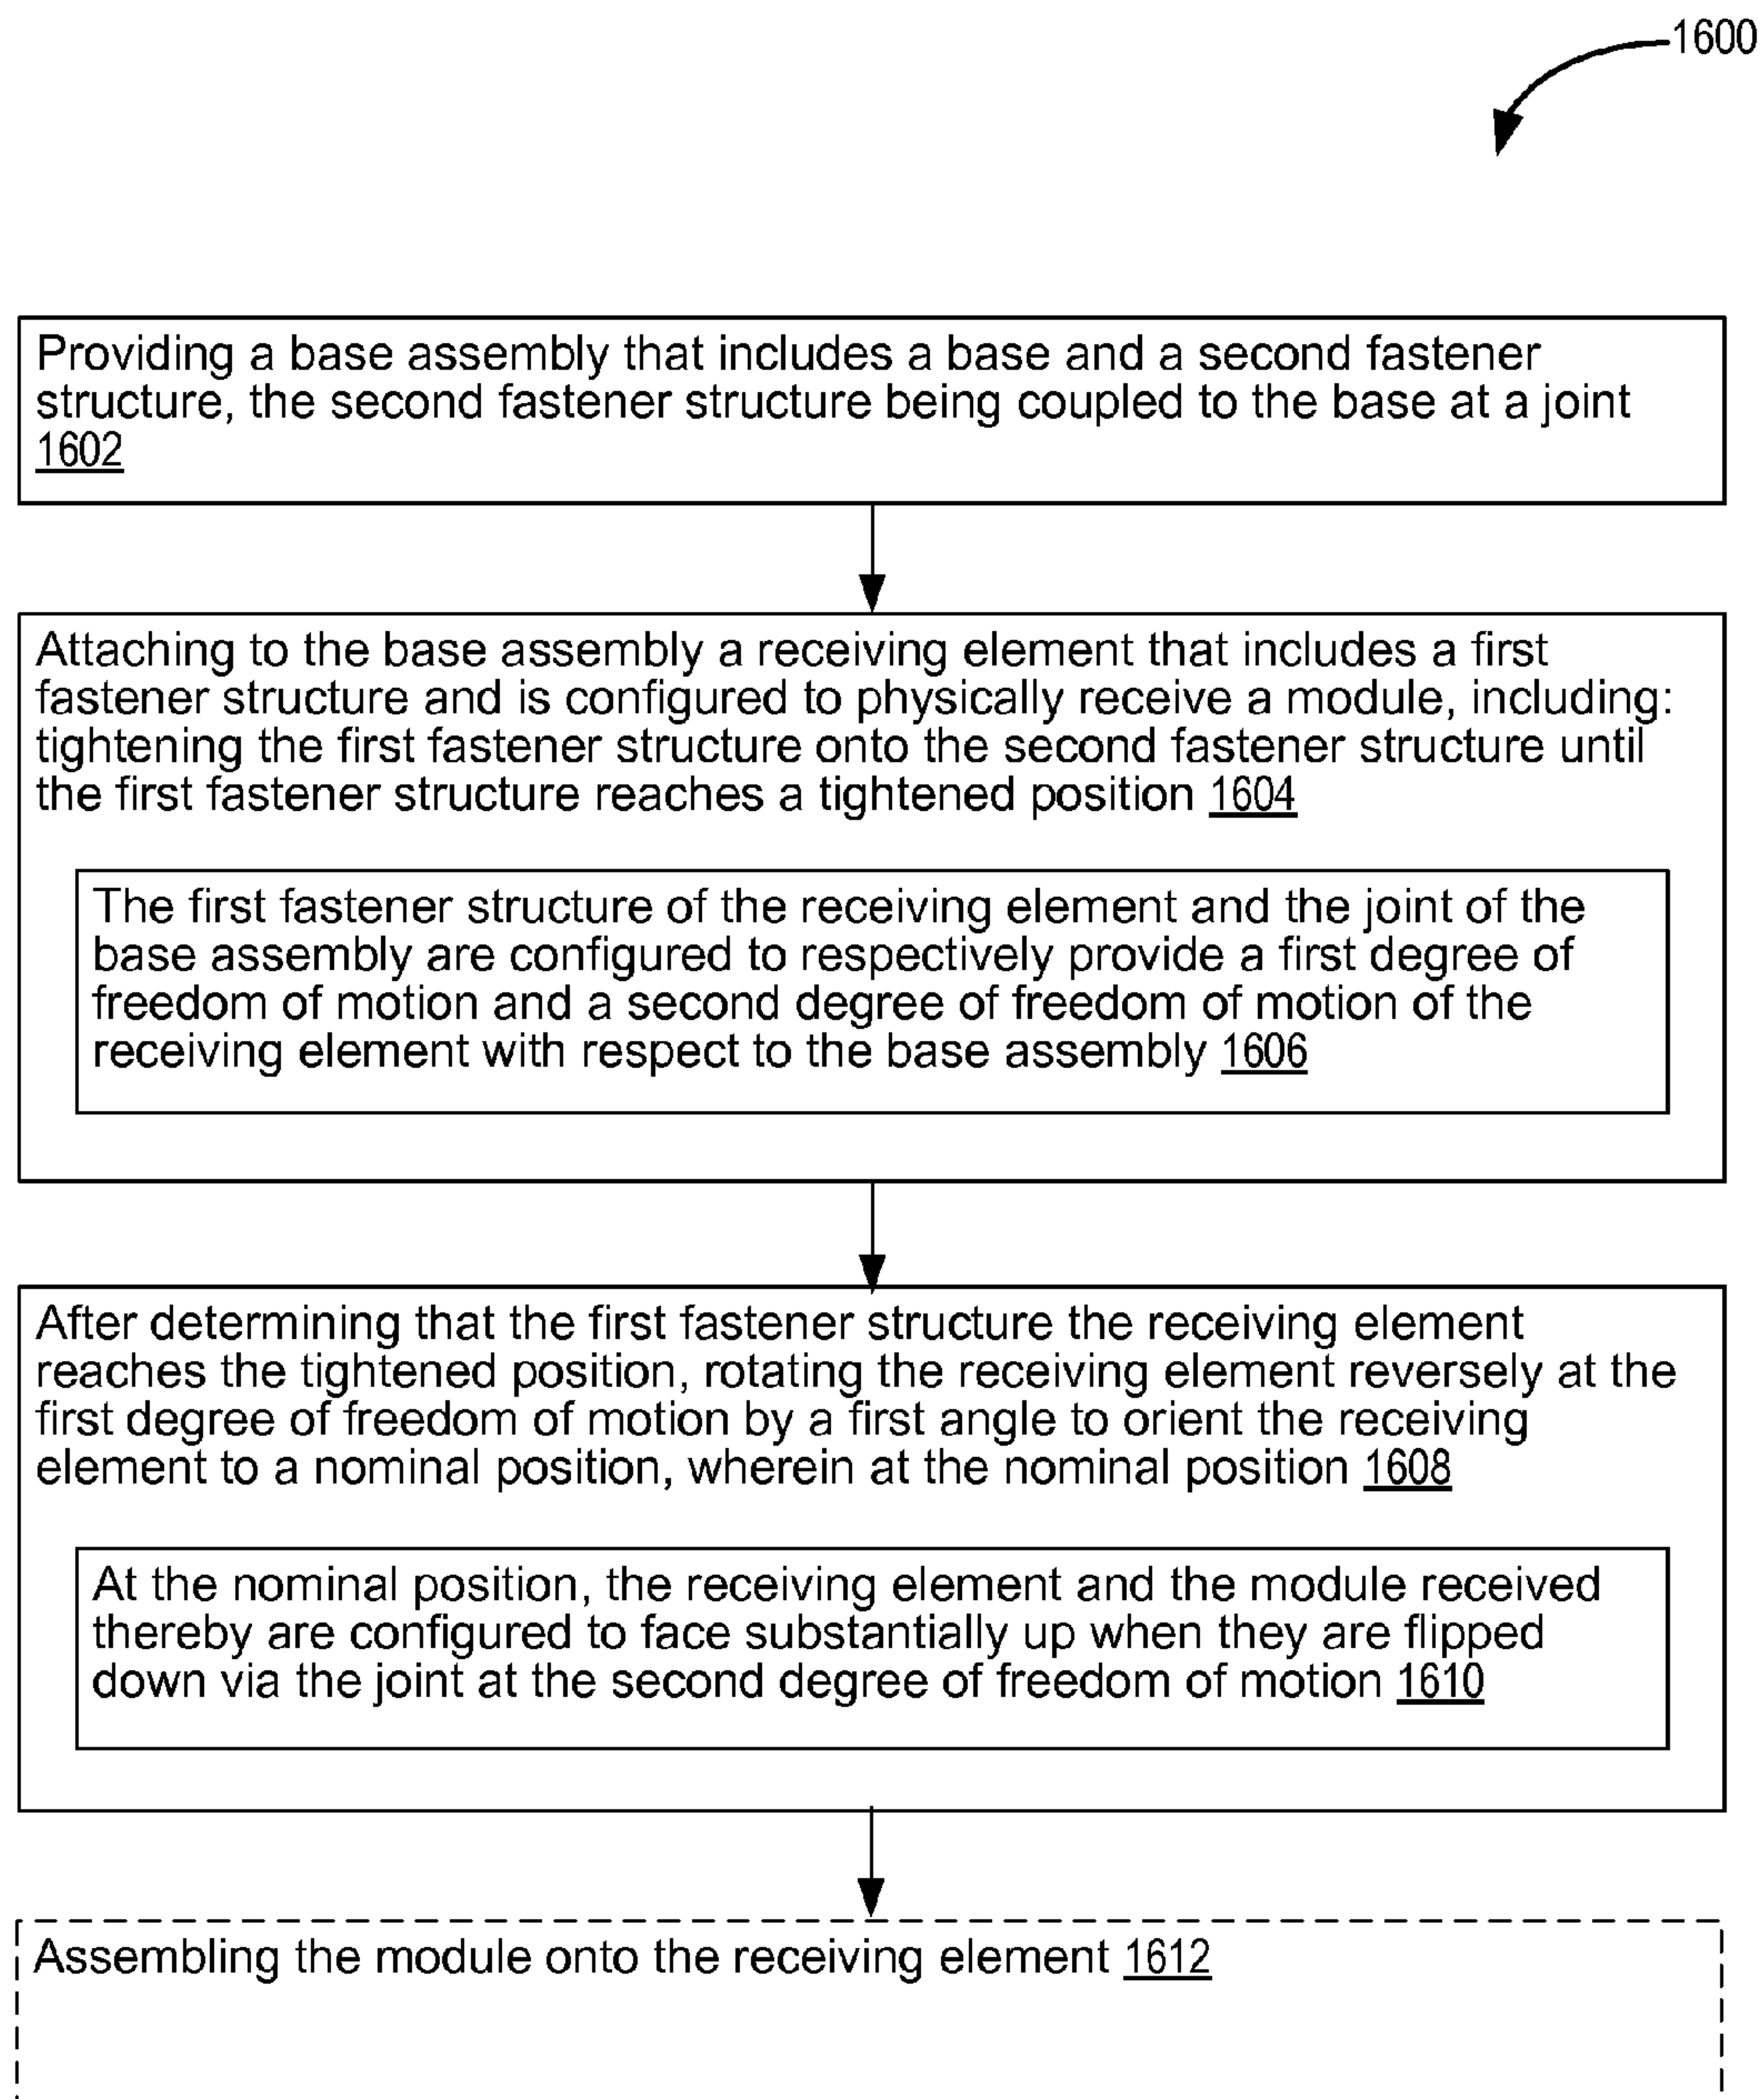 1600
Providing a base assembly that includes a base and a second fastener
structure, the second fastener structure being coupled to the base at a joint
1602
Attaching to the base assembly a receiving element that includes a first
fastener structure and is configured to physically receive a module, including:
tightening the first fastener structure onto the second fastener structure until
the first fastener structure reaches a tightened position 1604
The first fastener structure of the receiving element and the joint of the
base assembly are configured to respectively provide a first degree of
freedom of motion and a second degree of freedom of motion of the
receiving element with respect to the base assembly 1606
After determining that the first fastener structure the receiving element
reaches the tightened position, rotating the receiving element reversely at the
first degree of freedom of motion by a first angle to orient the receiving
element to a nominal position, wherein at the nominal position 1608
At the nominal position, the receiving element and the module received
thereby are configured to face substantially up when they are flipped
down via the joint at the second degree of freedom of motion 1610
Assembling the module onto the receiving element 1612